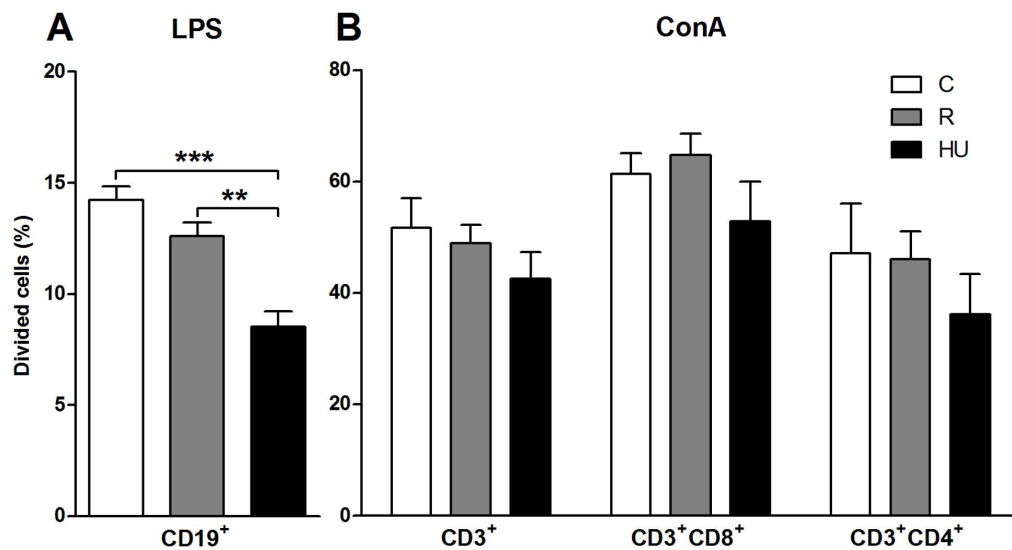 A LPS
B ConA
Divided cells (%)
20
15
10
5
0
***
**
CD19⁺
80
60
40
20
0
C
R
HU
CD3⁺ CD3⁺CD8⁺ CD3⁺CD4⁺